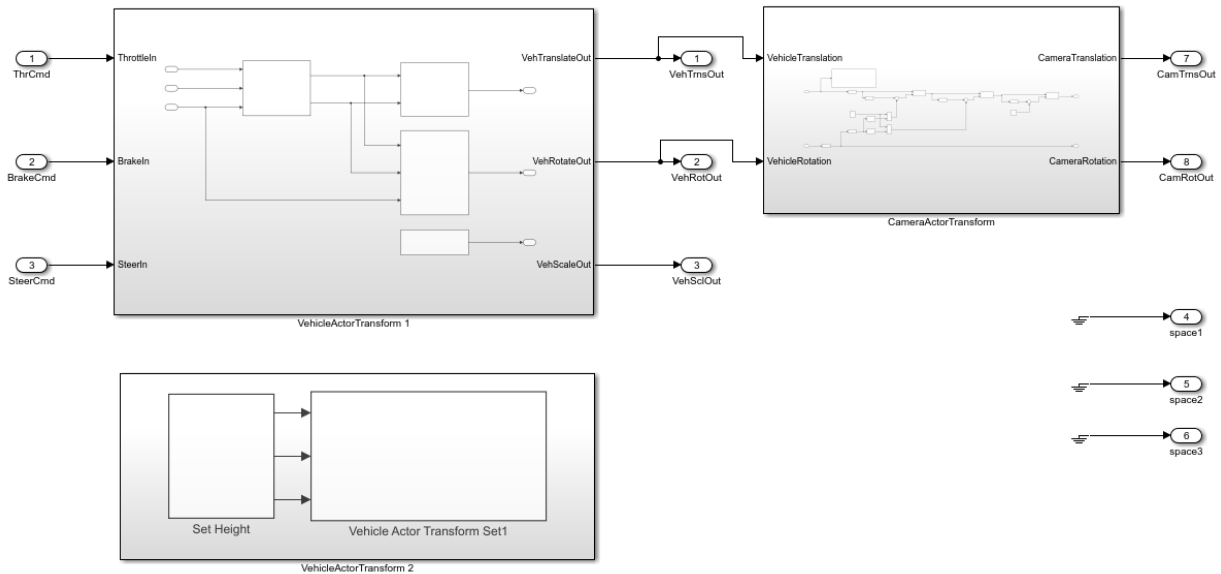 1
ThrCmd
ThrottleIn
VehTranslateOut
1
VehTrnsOut
VehicleTranslation
CameraTranslation
7
CamTrnsOut
2
BrakeCmd
BrakeIn
VehRotateOut
2
VehRotOut
VehicleRotation
CameraRotation
8
CamRotOut
CameraActorTransform
3
SteerCmd
SteerIn
VehScaleOut
3
VehSclOut
VehicleActorTransform 1
4
space1
5
space2
6
space3
Set Height
Vehicle Actor Transform Set1
VehicleActorTransform 2